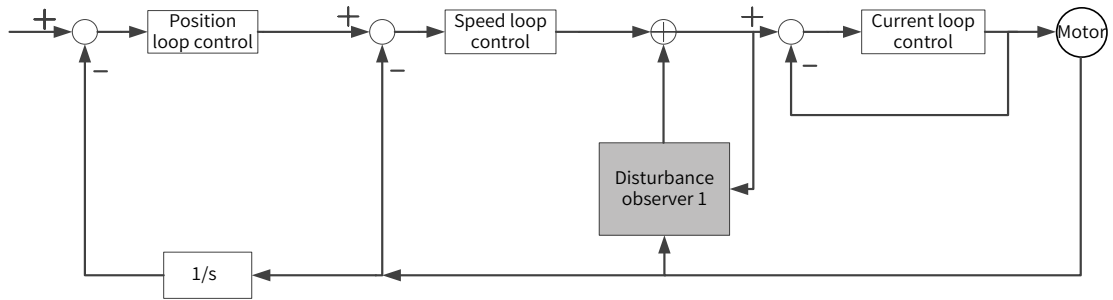 +
Position
loop control
+
Speed loop
control
+
Current loop
control
Motor
−
−
−
Disturbance
observer 1
1/s